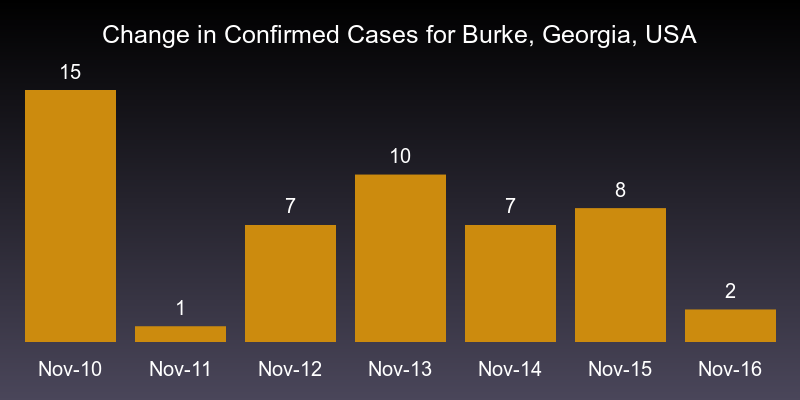 Change in Confirmed Cases for Burke, Georgia, USA
15
1
7
10
7
8
2
Nov-10
Nov-11
Nov-12
Nov-13
Nov-14
Nov-15
Nov-16